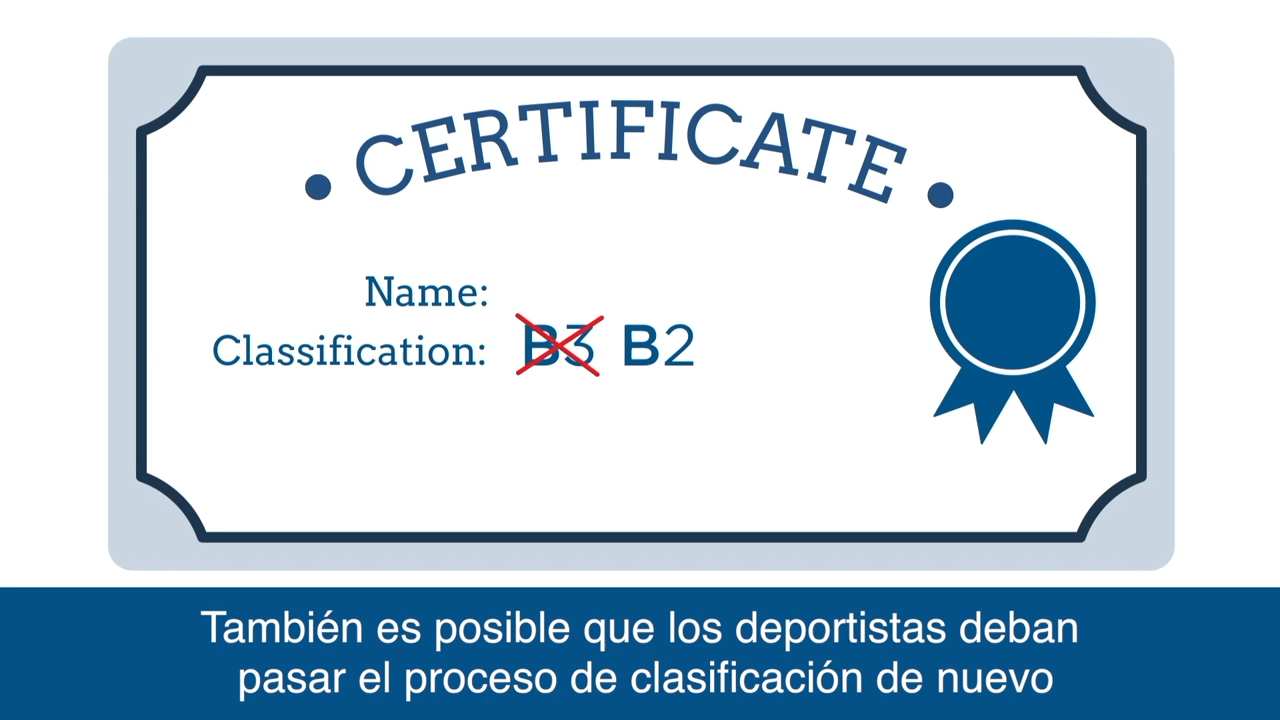 • CERTIFICATE •
Name:
Classification: B3 B2
También es posible que los deportistas deban
pasar el proceso de clasificación de nuevo